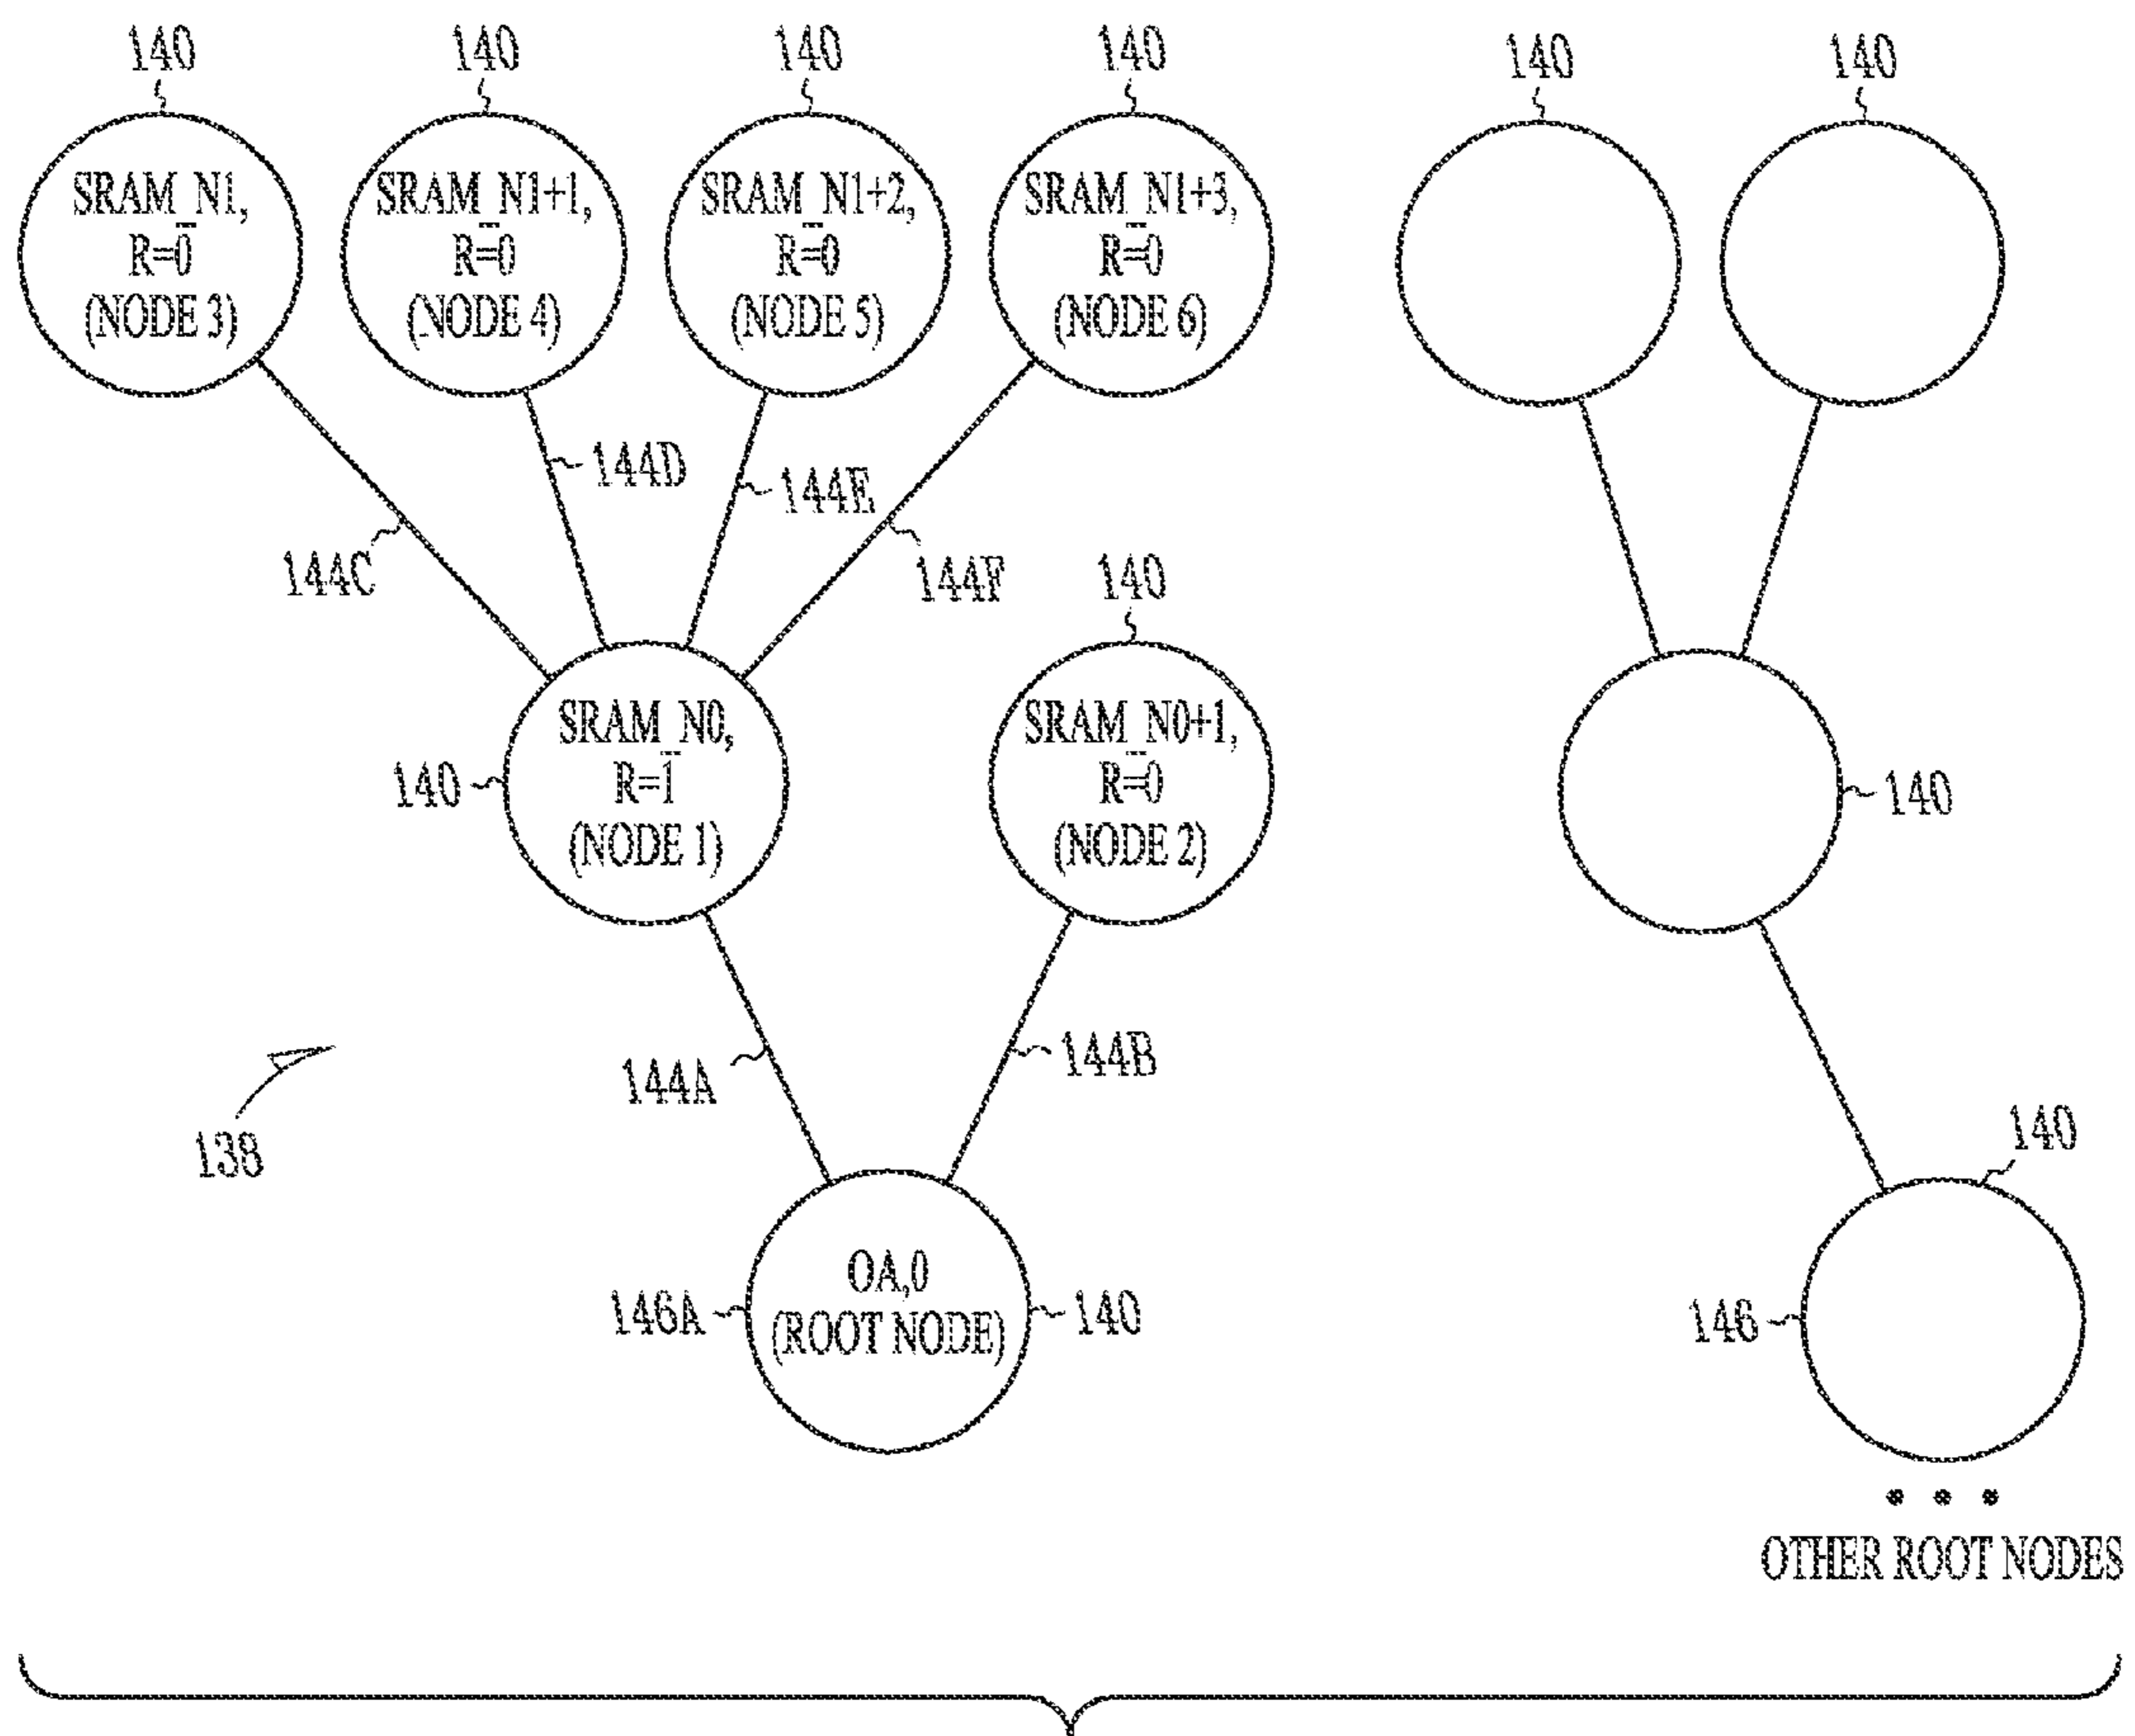 140 140 140 140 140 140
SRAM_N1,
R=0
(NODE 3)
SRAM_N1+1,
R=0
(NODE 4)
SRAM_N1+2,
R=0
(NODE 5)
SRAM_N1+3,
R=0
(NODE 6)
144D
144E
144C
144F
140
SRAM_N0,
R=1
(NODE 1)
140
SRAM_N0+1,
R=0
(NODE 2)
140
144A
144B
138
140
146A
OA,0
(ROOT NODE)
140
146
OTHER ROOT NODES